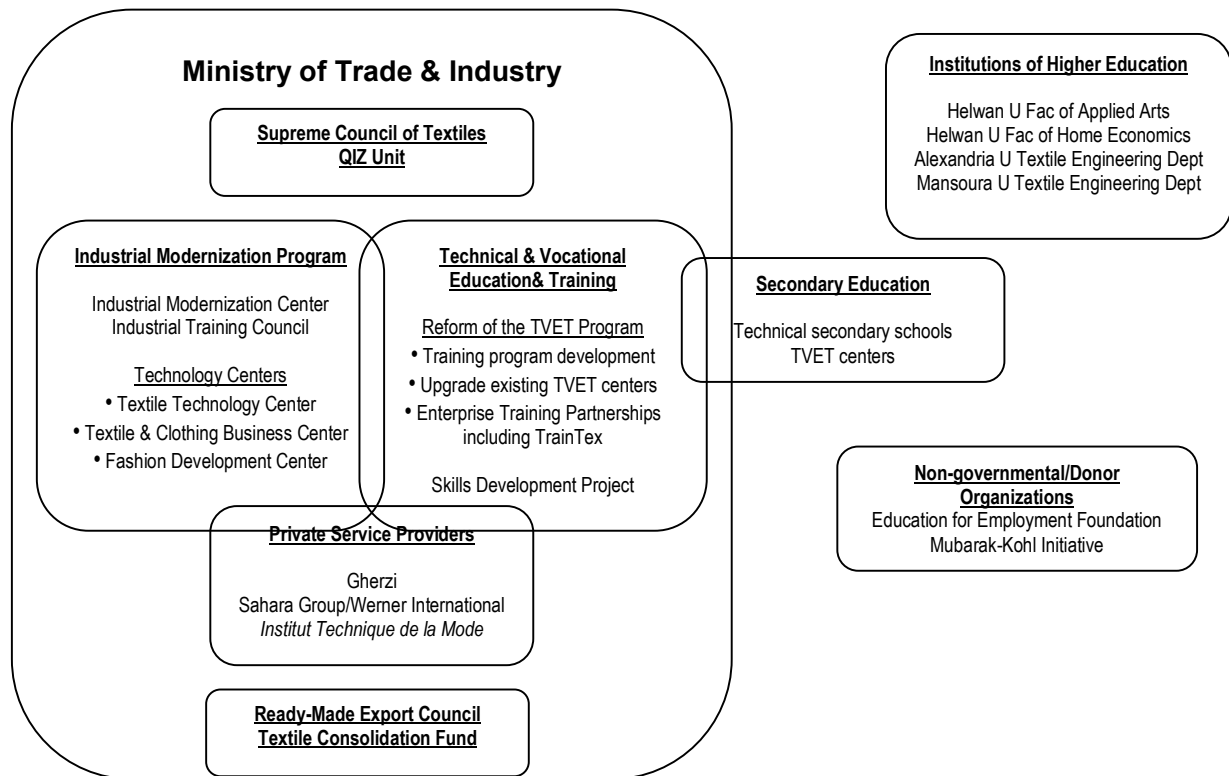 Ministry of Trade & Industry
Supreme Council of Textiles
QIZ Unit
Industrial Modernization Program
Industrial Modernization Center
Industrial Training Council
Technology Centers
• Textile Technology Center
• Textile & Clothing Business Center
• Fashion Development Center
Technical & Vocational
Education& Training
Reform of the TVET Program
• Training program development
• Upgrade existing TVET centers
• Enterprise Training Partnerships
including TrainTex
Skills Development Project
Private Service Providers
Gherzi
Sahara Group/Werner International
Institut Technique de la Mode
Ready-Made Export Council
Textile Consolidation Fund
Institutions of Higher Education
Helwan U Fac of Applied Arts
Helwan U Fac of Home Economics
Alexandria U Textile Engineering Dept
Mansoura U Textile Engineering Dept
Secondary Education
Technical secondary schools
TVET centers
Non-governmental/Donor
Organizations
Education for Employment Foundation
Mubarak-Kohl Initiative